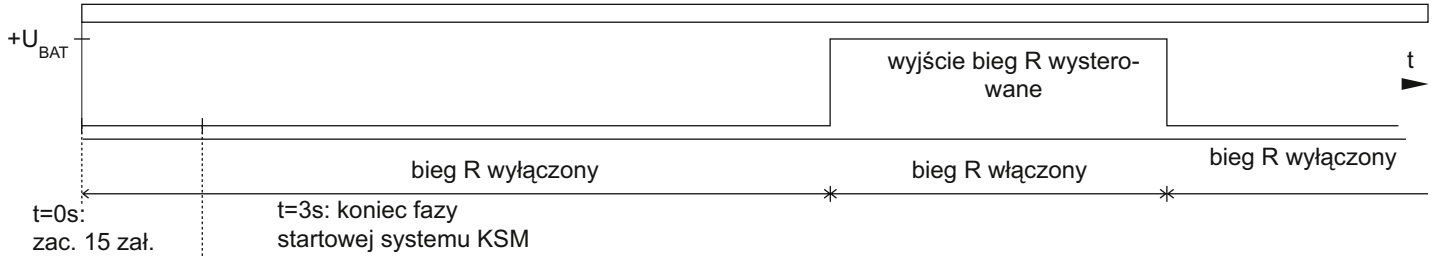 +U_BAT
wyjście bieg R wystero-
wane
t
bieg R wyłączony
bieg R włączony
bieg R wyłączony
t=0s:
zac. 15 zał.
t=3s: koniec fazy
startowej systemu KSM